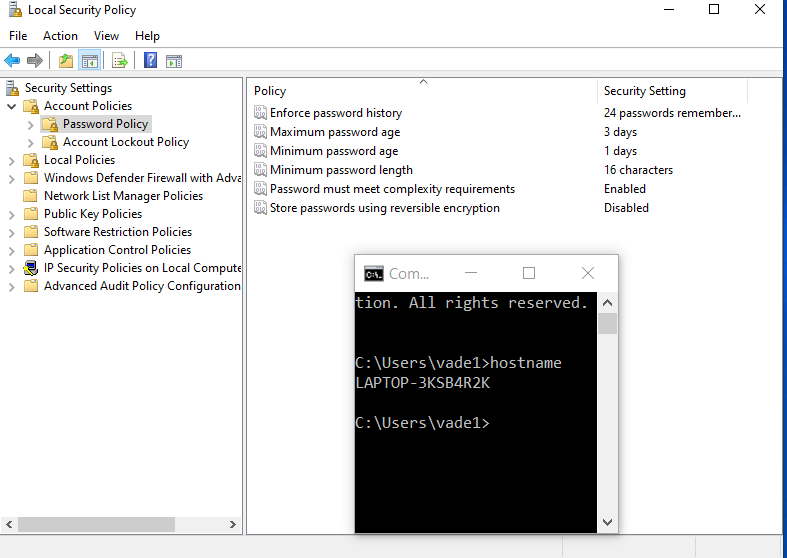 Local Security Policy
File Action View Help
Security Settings
Account Policies
Password Policy
Account Lockout Policy
Local Policies
Windows Defender Firewall with Adva
Network List Manager Policies
Public Key Policies
Software Restriction Policies
Application Control Policies
IP Security Policies on Local Compute
Advanced Audit Policy Configuration
Policy Security Setting
Enforce password history 24 passwords remember...
Maximum password age 3 days
Minimum password age 1 days
Minimum password length 16 characters
Password must meet complexity requirements Enabled
Store passwords using reversible encryption Disabled
C:\. Com...
tion. All rights reserved.
C:\Users\vade1>hostname
LAPTOP-3KSB4R2K
C:\Users\vade1>